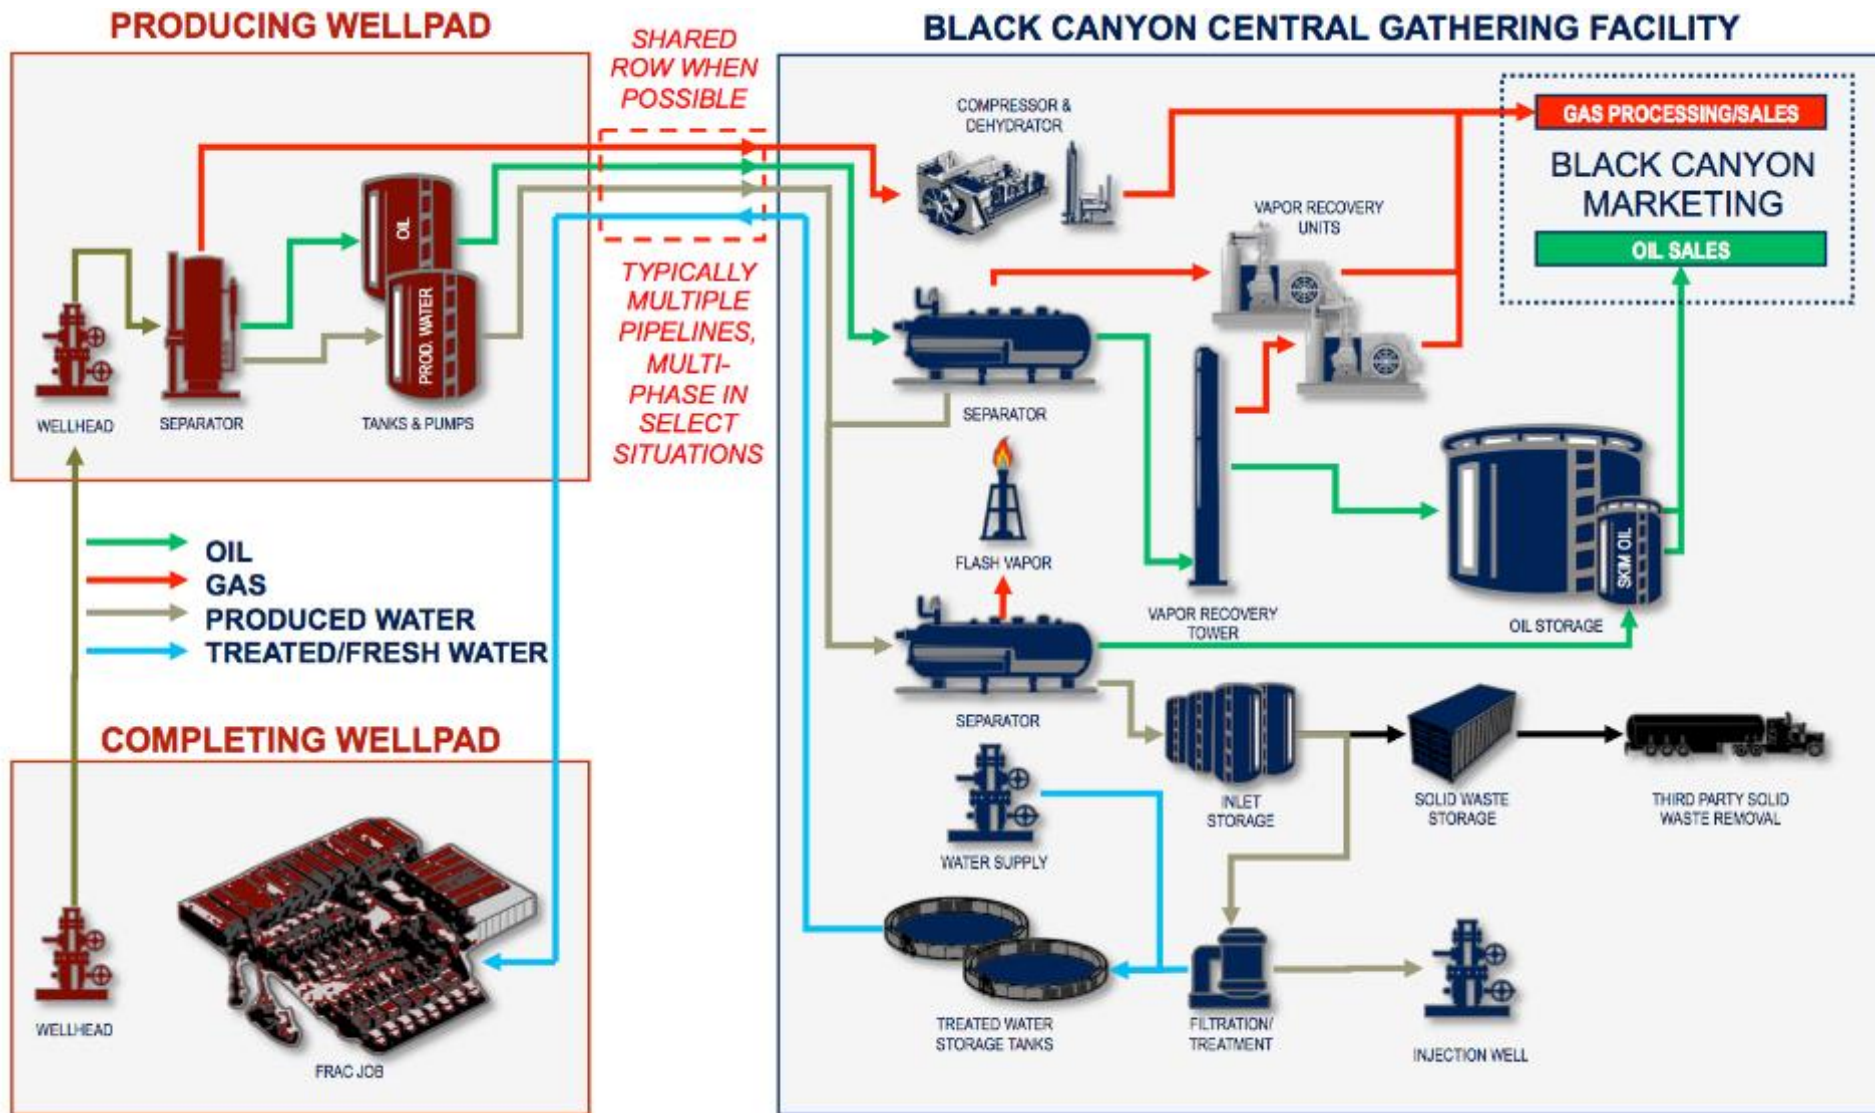 PRODUCING WELLPAD
SHARED
ROW WHEN
POSSIBLE
BLACK CANYON CENTRAL GATHERING FACILITY
OIL
PROD. WATER
WELLHEAD
SEPARATOR
TANKS & PUMPS
TYPICALLY
MULTIPLE
PIPELINES,
MULTI-
PHASE IN
SELECT
SITUATIONS
COMPRESSOR &
DEHYDRATOR
GAS PROCESSING/SALES
BLACK CANYON
MARKETING
OIL SALES
VAPOR RECOVERY
UNITS
SEPARATOR
FLASH VAPOR
VAPOR RECOVERY
TOWER
SKIM OIL
OIL STORAGE
OIL
GAS
PRODUCED WATER
TREATED/FRESH WATER
COMPLETING WELLPAD
WELLHEAD
FRAC JOB
SEPARATOR
INLET
STORAGE
SOLID WASTE
STORAGE
THIRD PARTY SOLID
WASTE REMOVAL
WATER SUPPLY
TREATED WATER
STORAGE TANKS
FILTRATION/
TREATMENT
INJECTION WELL